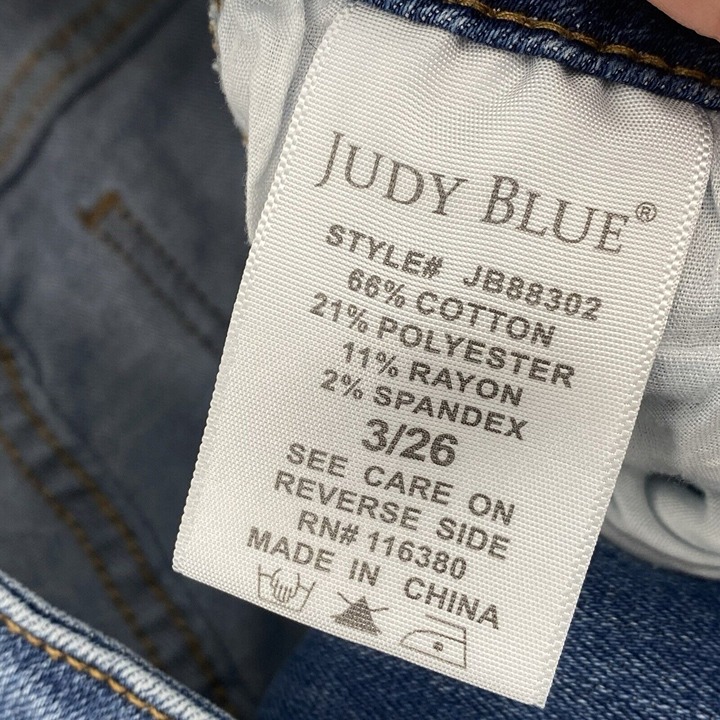 JUDY BLUE®
STYLE# JB88302
66% COTTON
21% POLYESTER
11% RAYON
2% SPANDEX
3/26
SEE CARE ON
REVERSE SIDE
RN# 116380
MADE IN CHINA